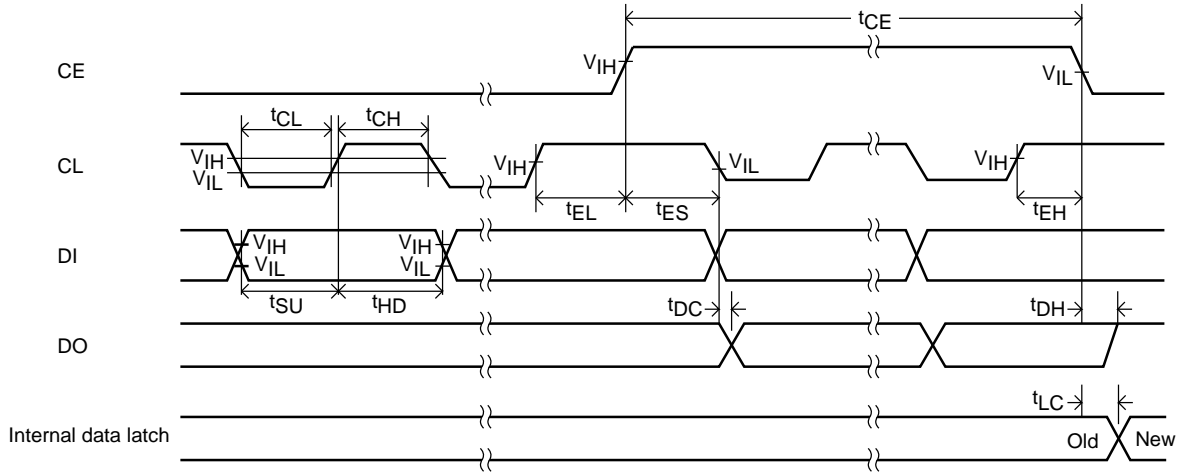 tCE
CE
VIH
VIL
tCL
tCH
CL
VIH
VIL
VIH
VIL
VIH
tEL
tES
tEH
DI
VIH
VIL
VIH
VIL
tSU
tHD
tDC
tDH
DO
tLC
Internal data latch
Old
New